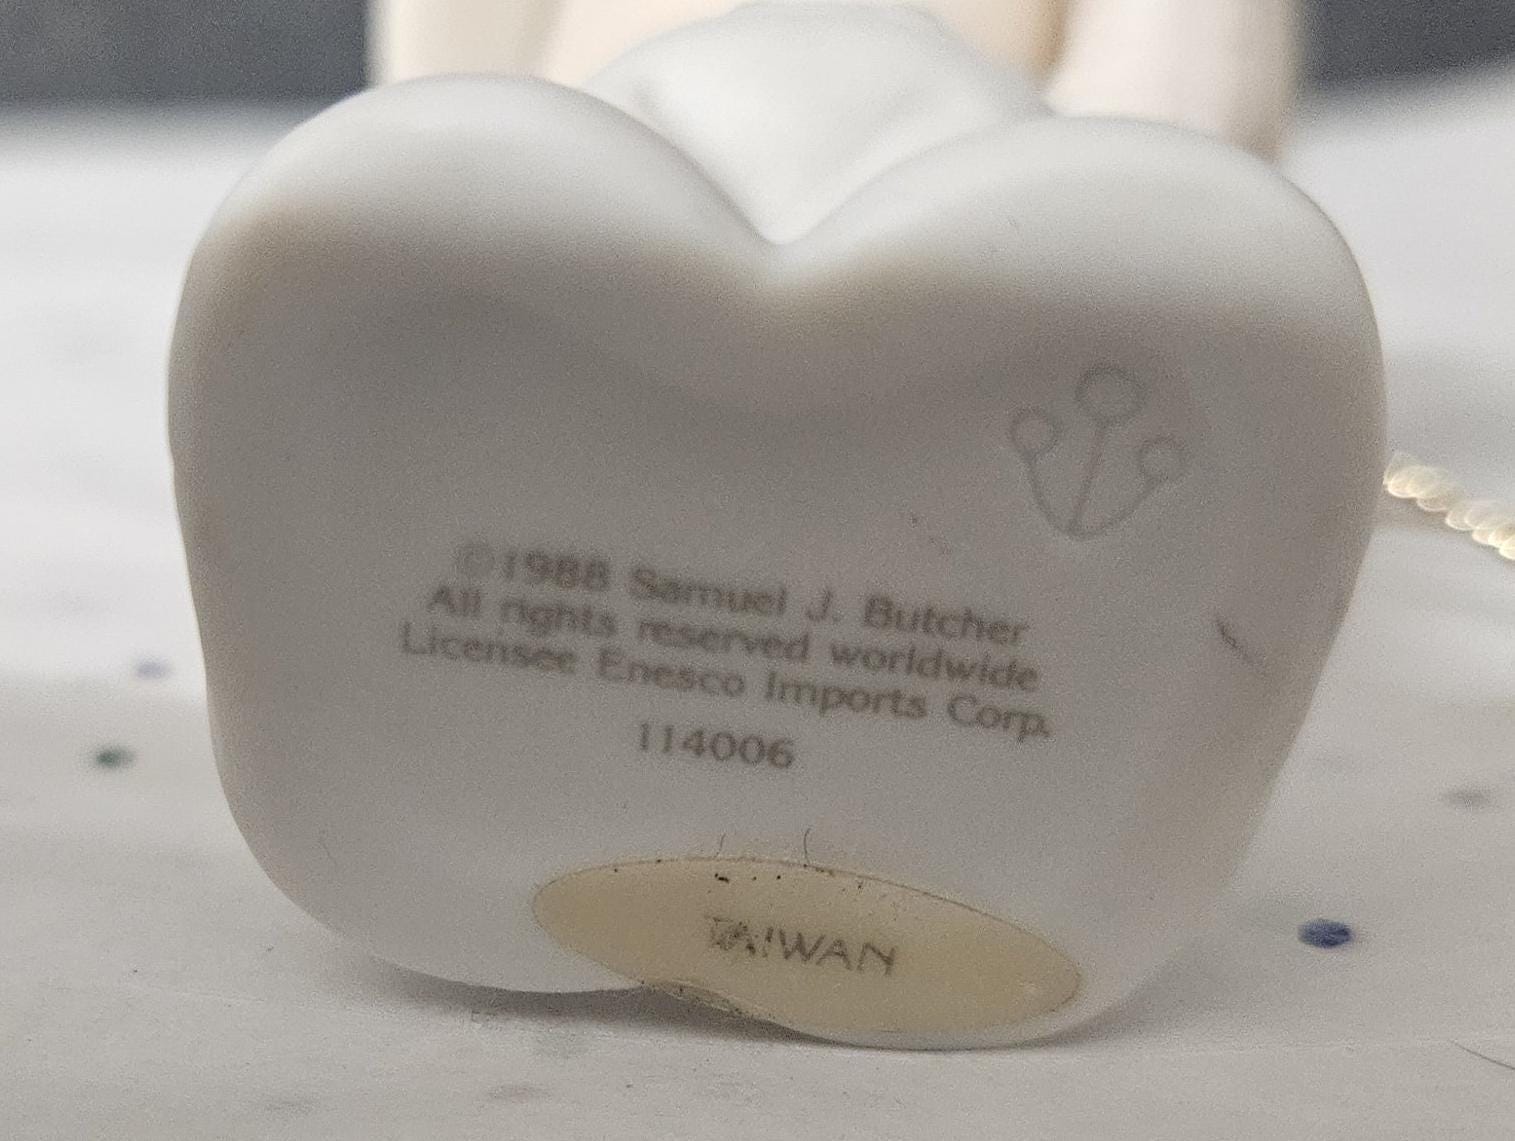 ©1988 Samuel J. Butcher
All rights reserved worldwide
Licensee Enesco Imports Corp.
114006
TAIWAN